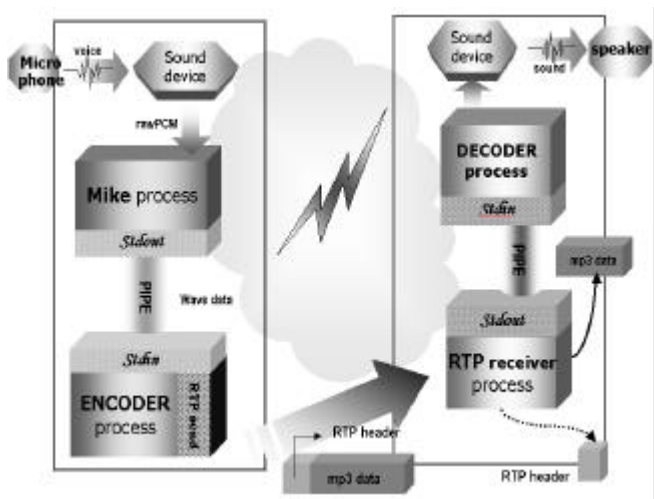 Micro
phone
voice
Sound
device
rawPCM
Mike process
Stdout
PIPE
Wave data
Stdin
ENCODER
process
RTP send
Sound
device
sound
speaker
DECODER
process
Stdin
PIPE
mp3 data
Stdout
RTP receiver
process
RTP header
mp3 data
RTP header